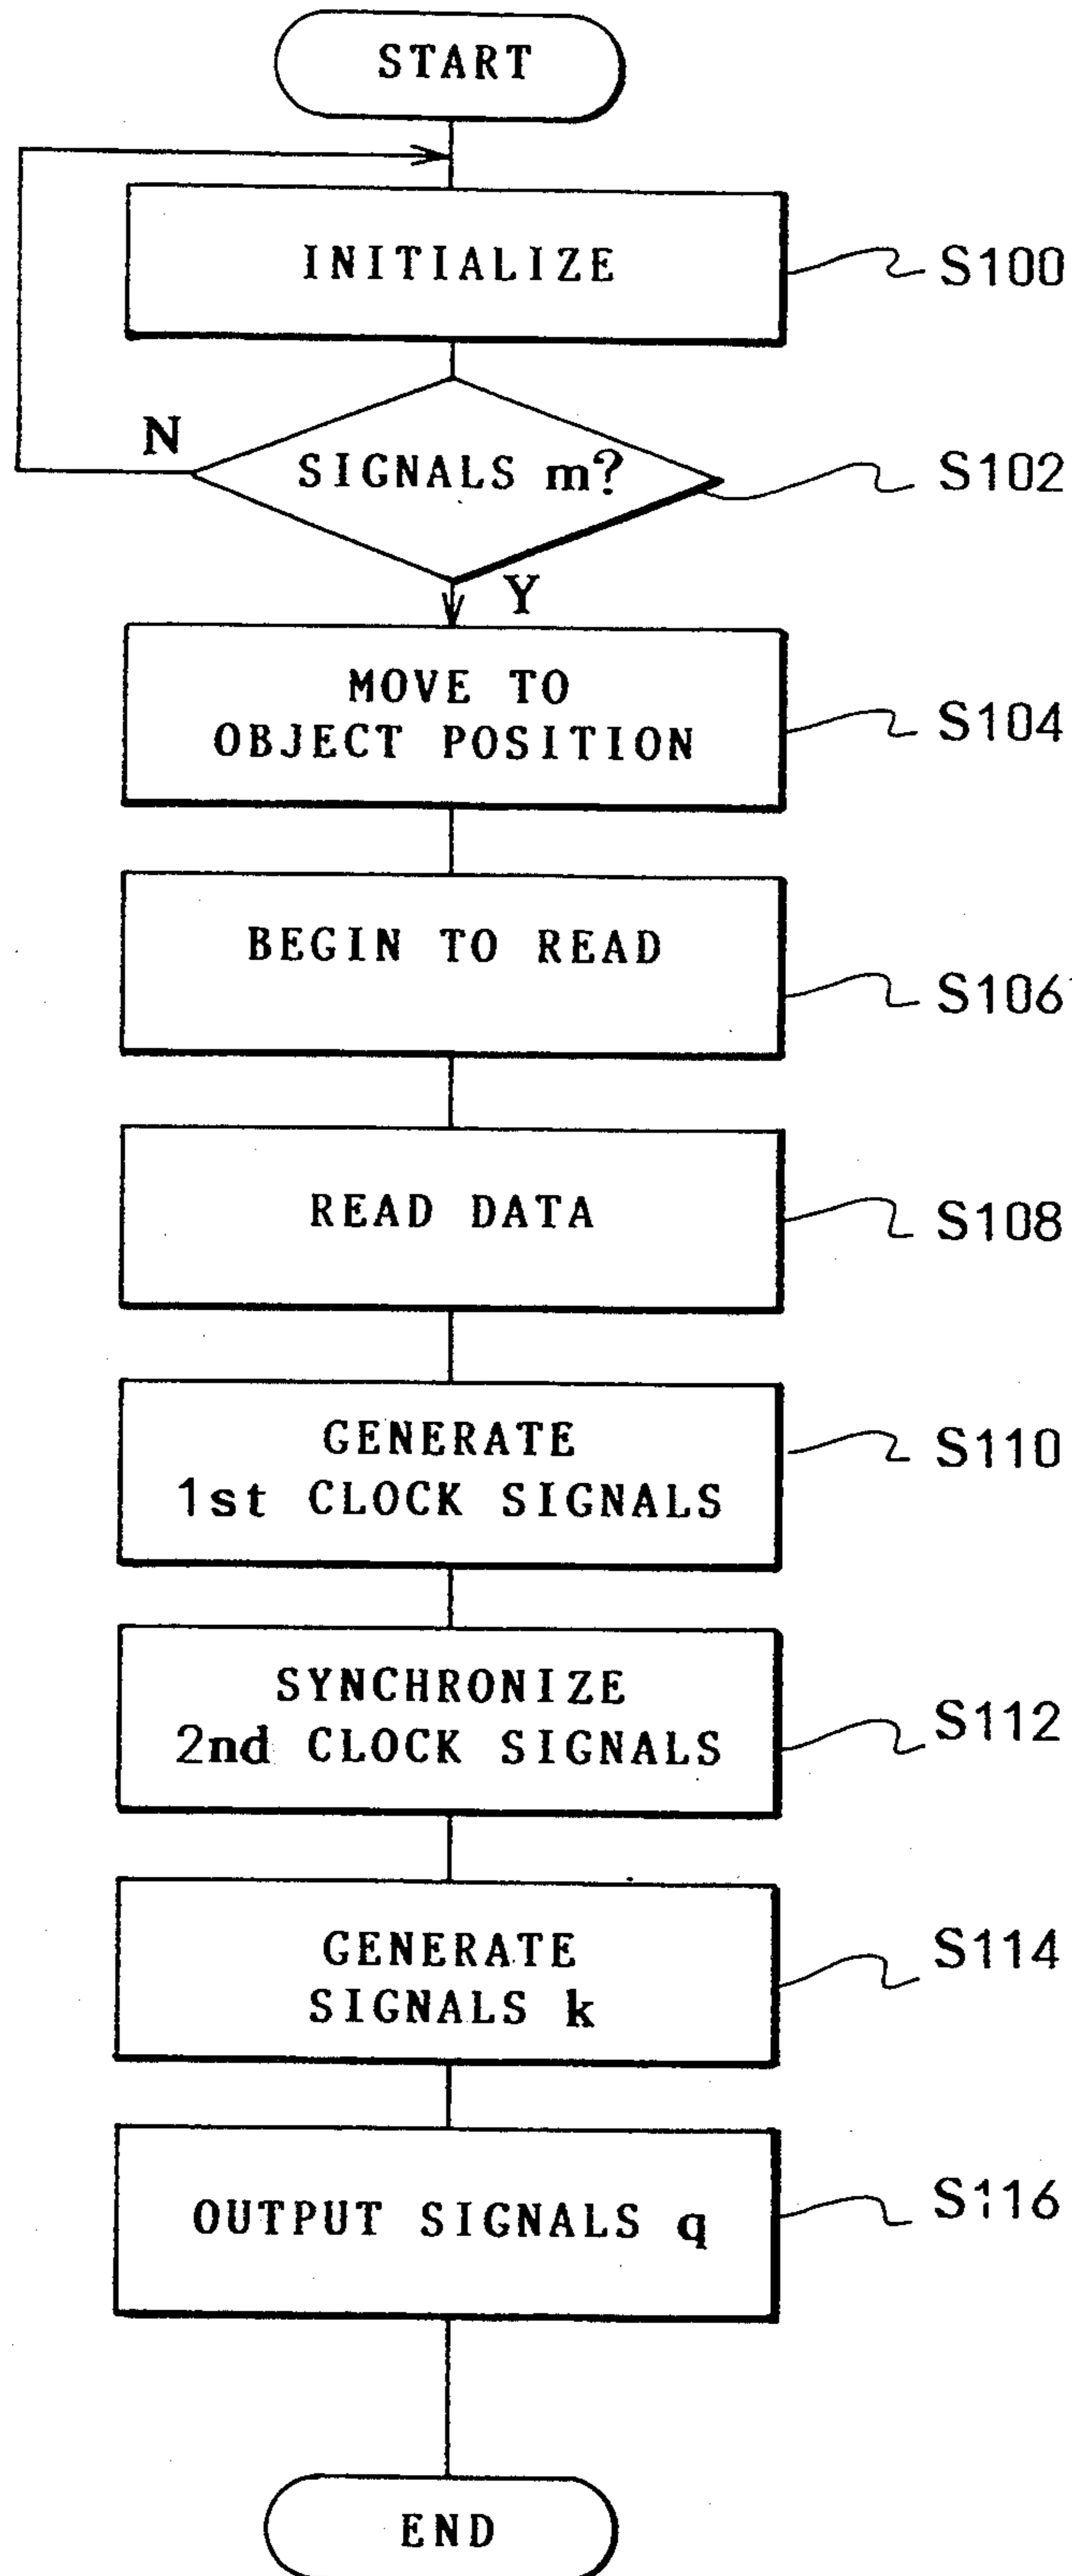 START
INITIALIZE
S100
N
SIGNALS m?
S102
Y
MOVE TO
OBJECT POSITION
S104
BEGIN TO READ
S106
READ DATA
S108
GENERATE
1st CLOCK SIGNALS
S110
SYNCHRONIZE
2nd CLOCK SIGNALS
S112
GENERATE
SIGNALS k
S114
OUTPUT SIGNALS q
S116
END